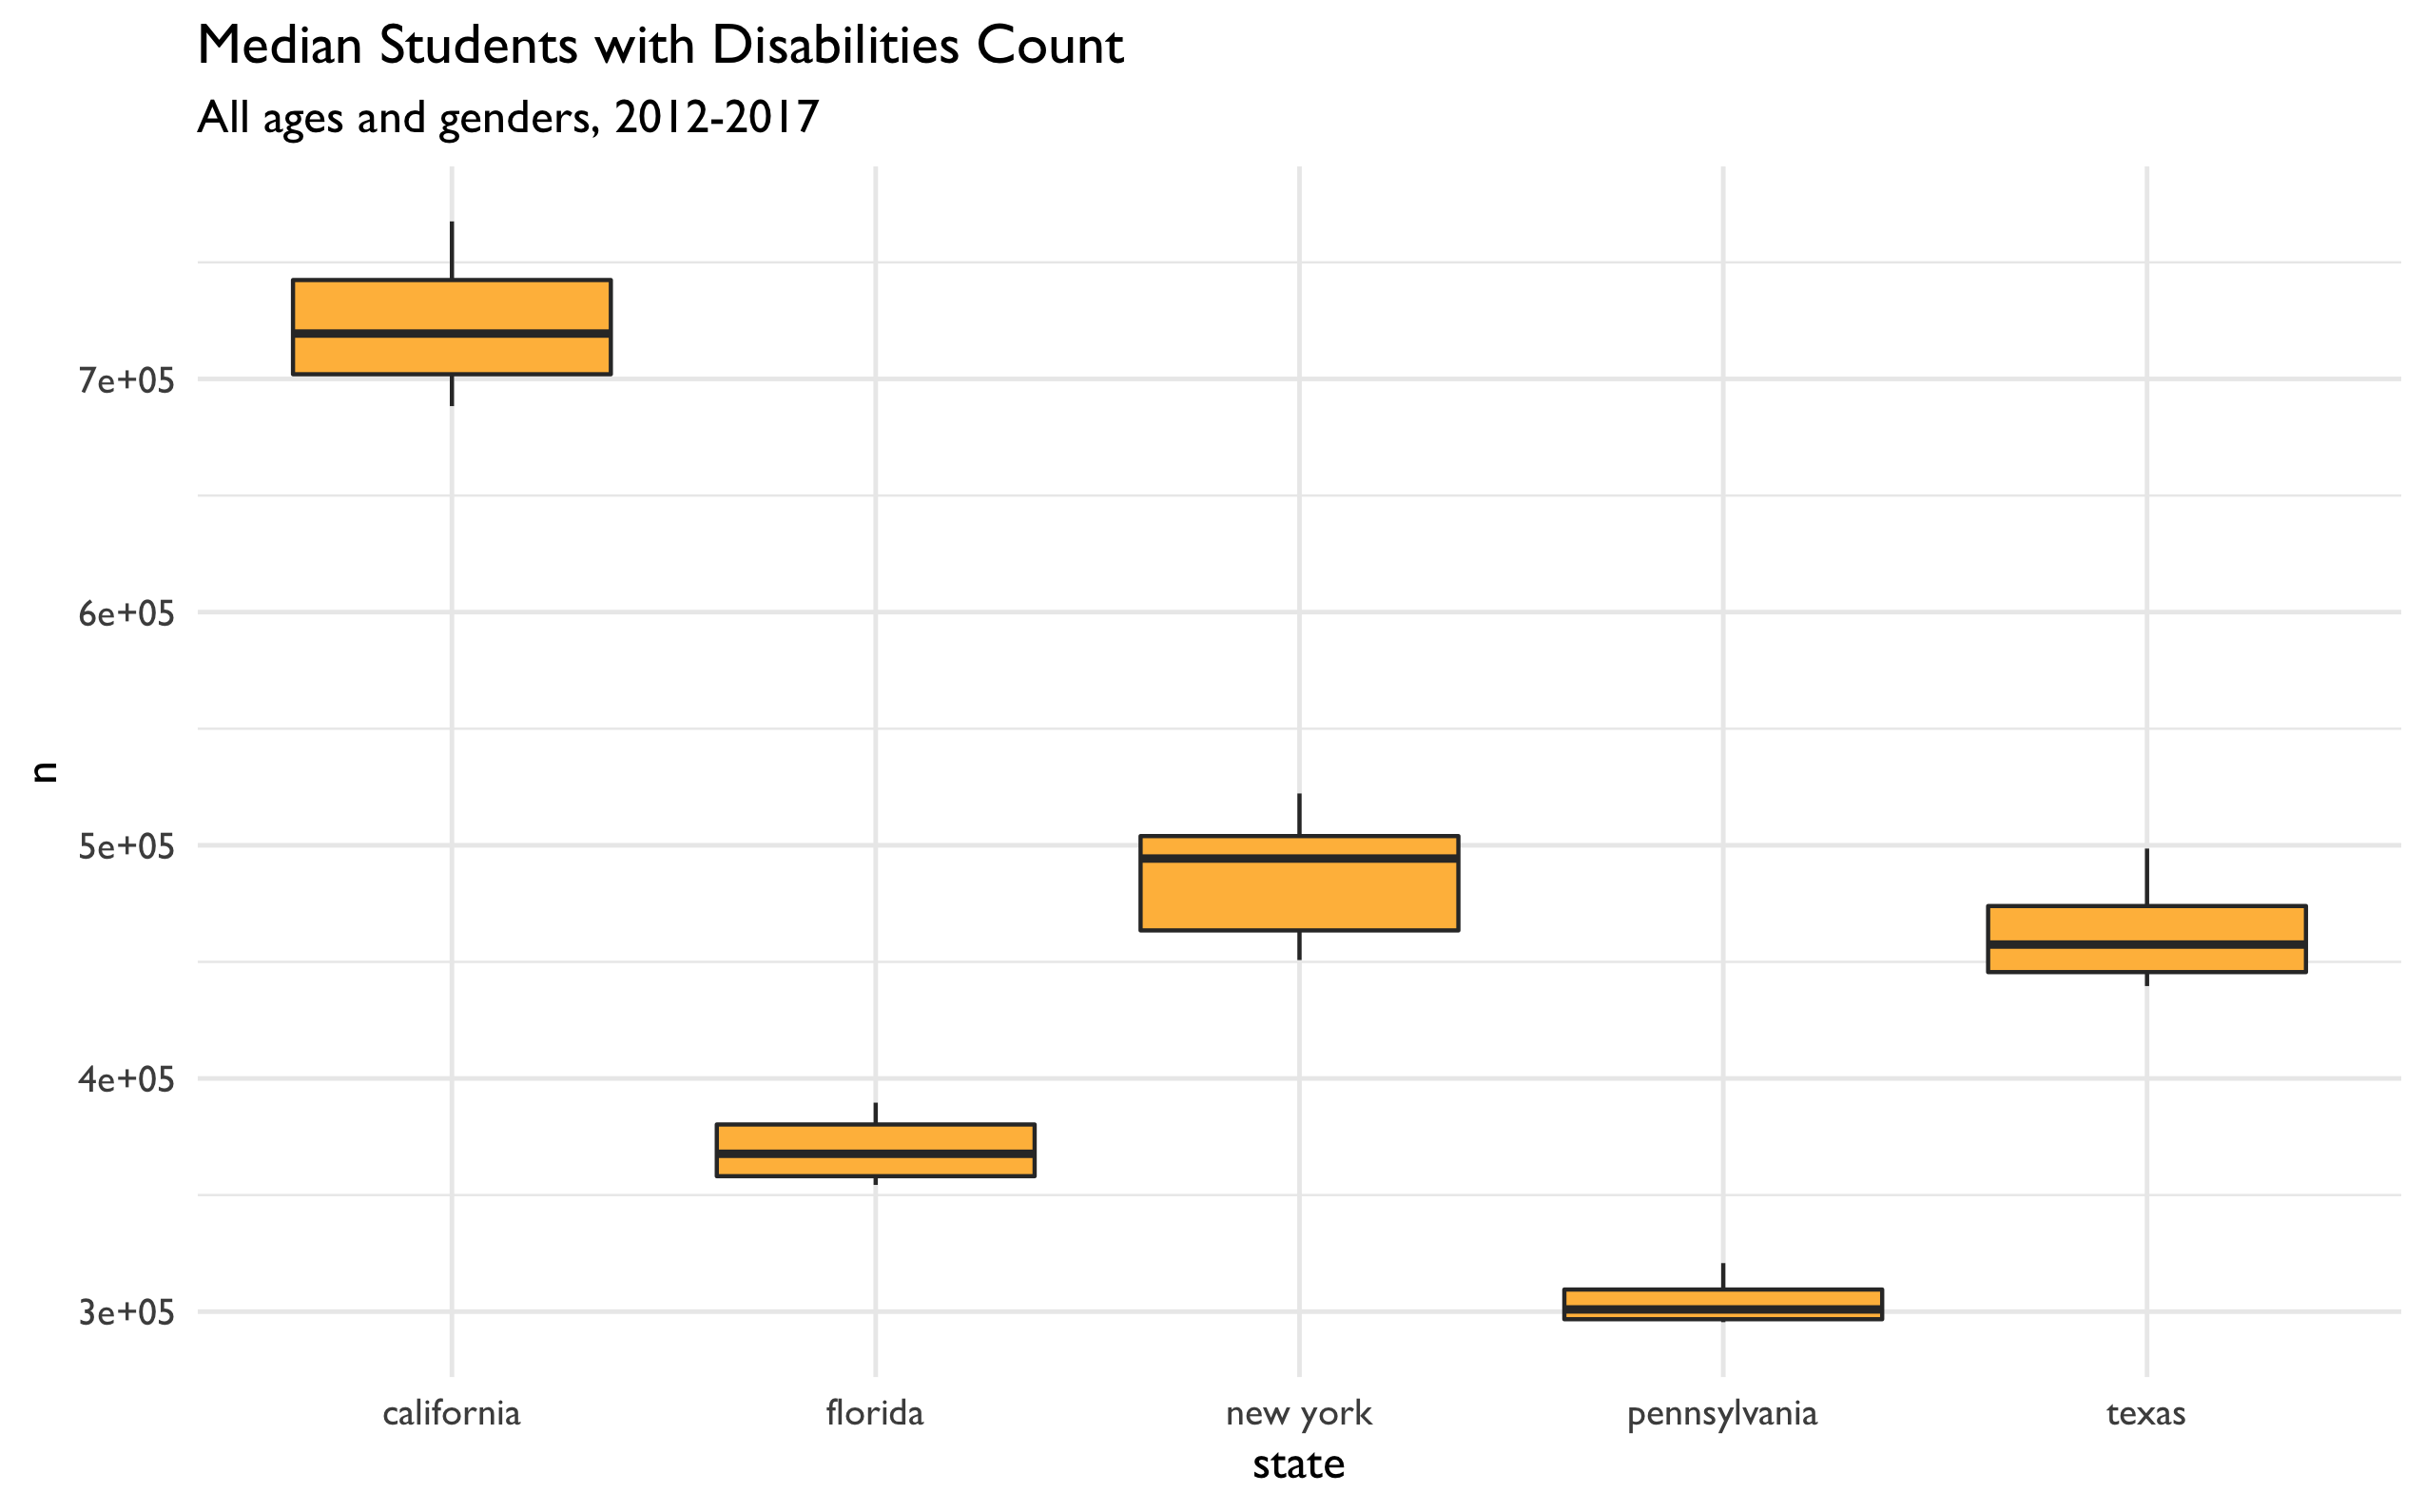 Median Students with Disabilities Count
All ages and genders, 2012-2017
7e+05
6e+05
n
5e+05
4e+05
3e+05
california
florida
new york
pennsylvania
texas
state